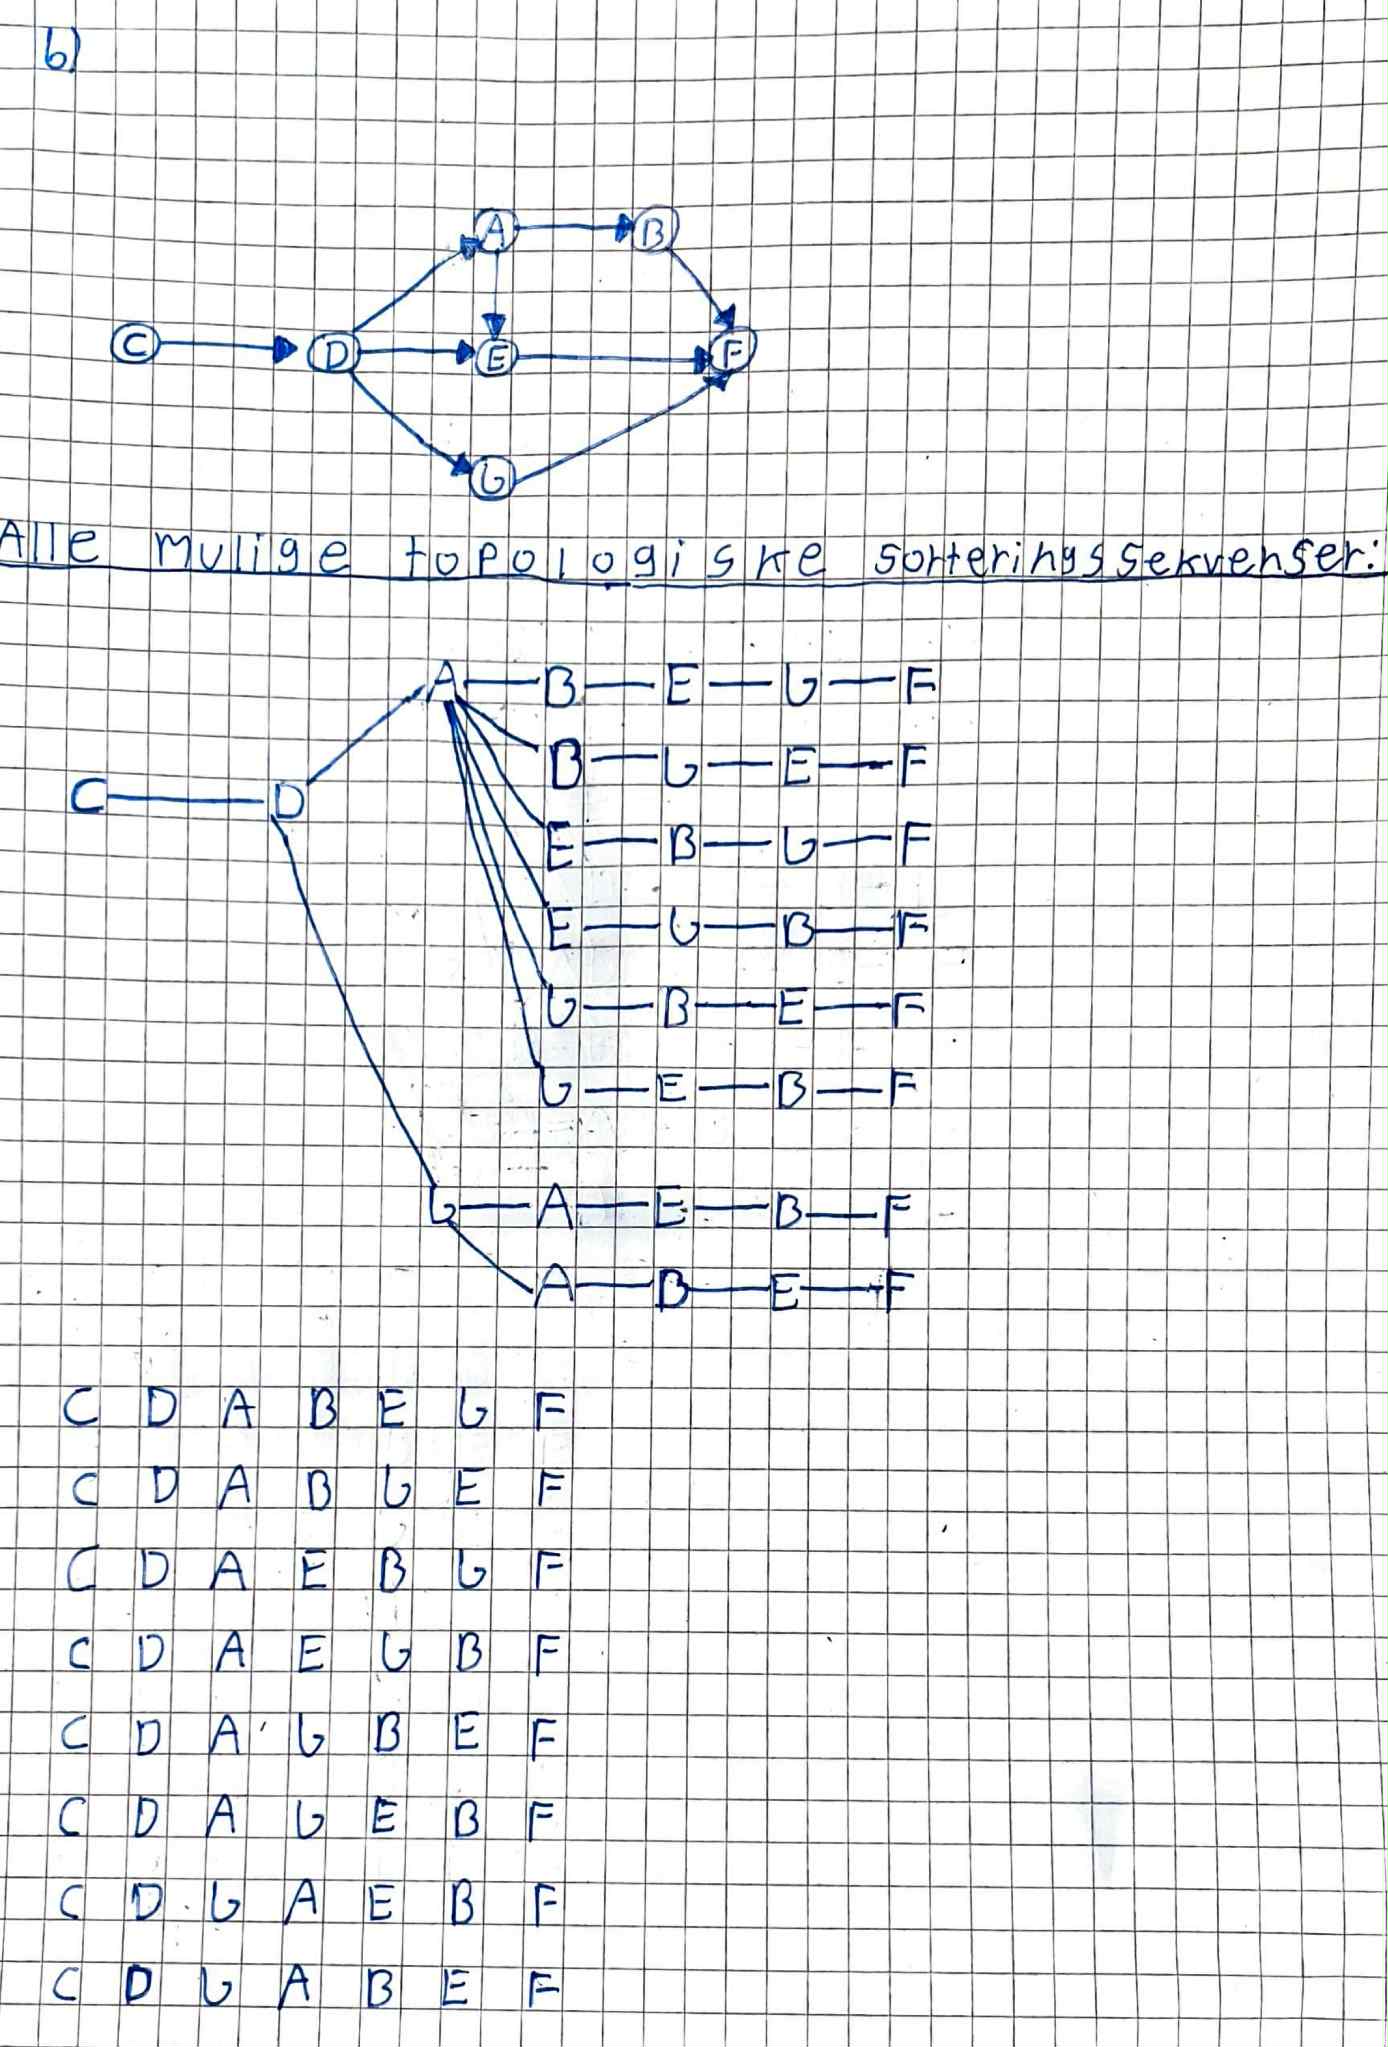 b)
A B
C D E F
G
Alle mulige topologiske sorteringssekvenser:
A — B — E — G — F
B — G — E — F
C — D
E — B — G — F
E — G — B — F
G — B — E — F
G — E — B — F
G — A — E — B — F
A — B — E — F
C D A B E G F
C D A B G E F
C D A E B G F
C D A E G B F
C D A G B E F
C D A G E B F
C D G A E B F
C D G A B E F